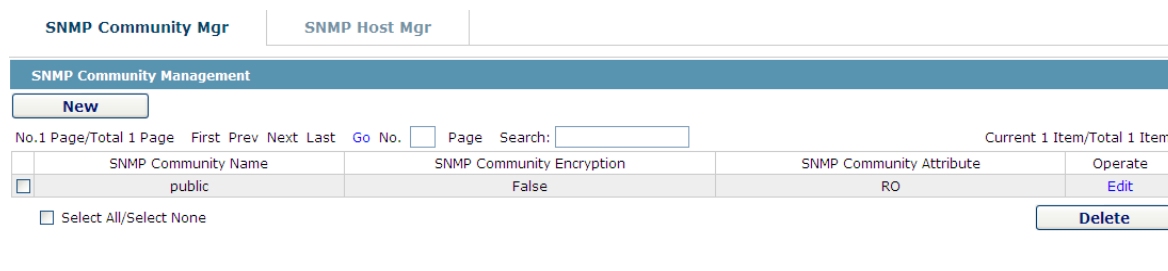 SNMP Community Mgr SNMP Host Mgr
SNMP Community Management
New
No.1 Page/Total 1 Page First Prev Next Last Go No. Page Search: Current 1 Item/Total 1 Item
SNMP Community Name SNMP Community Encryption SNMP Community Attribute Operate
public False RO Edit
Select All/Select None Delete